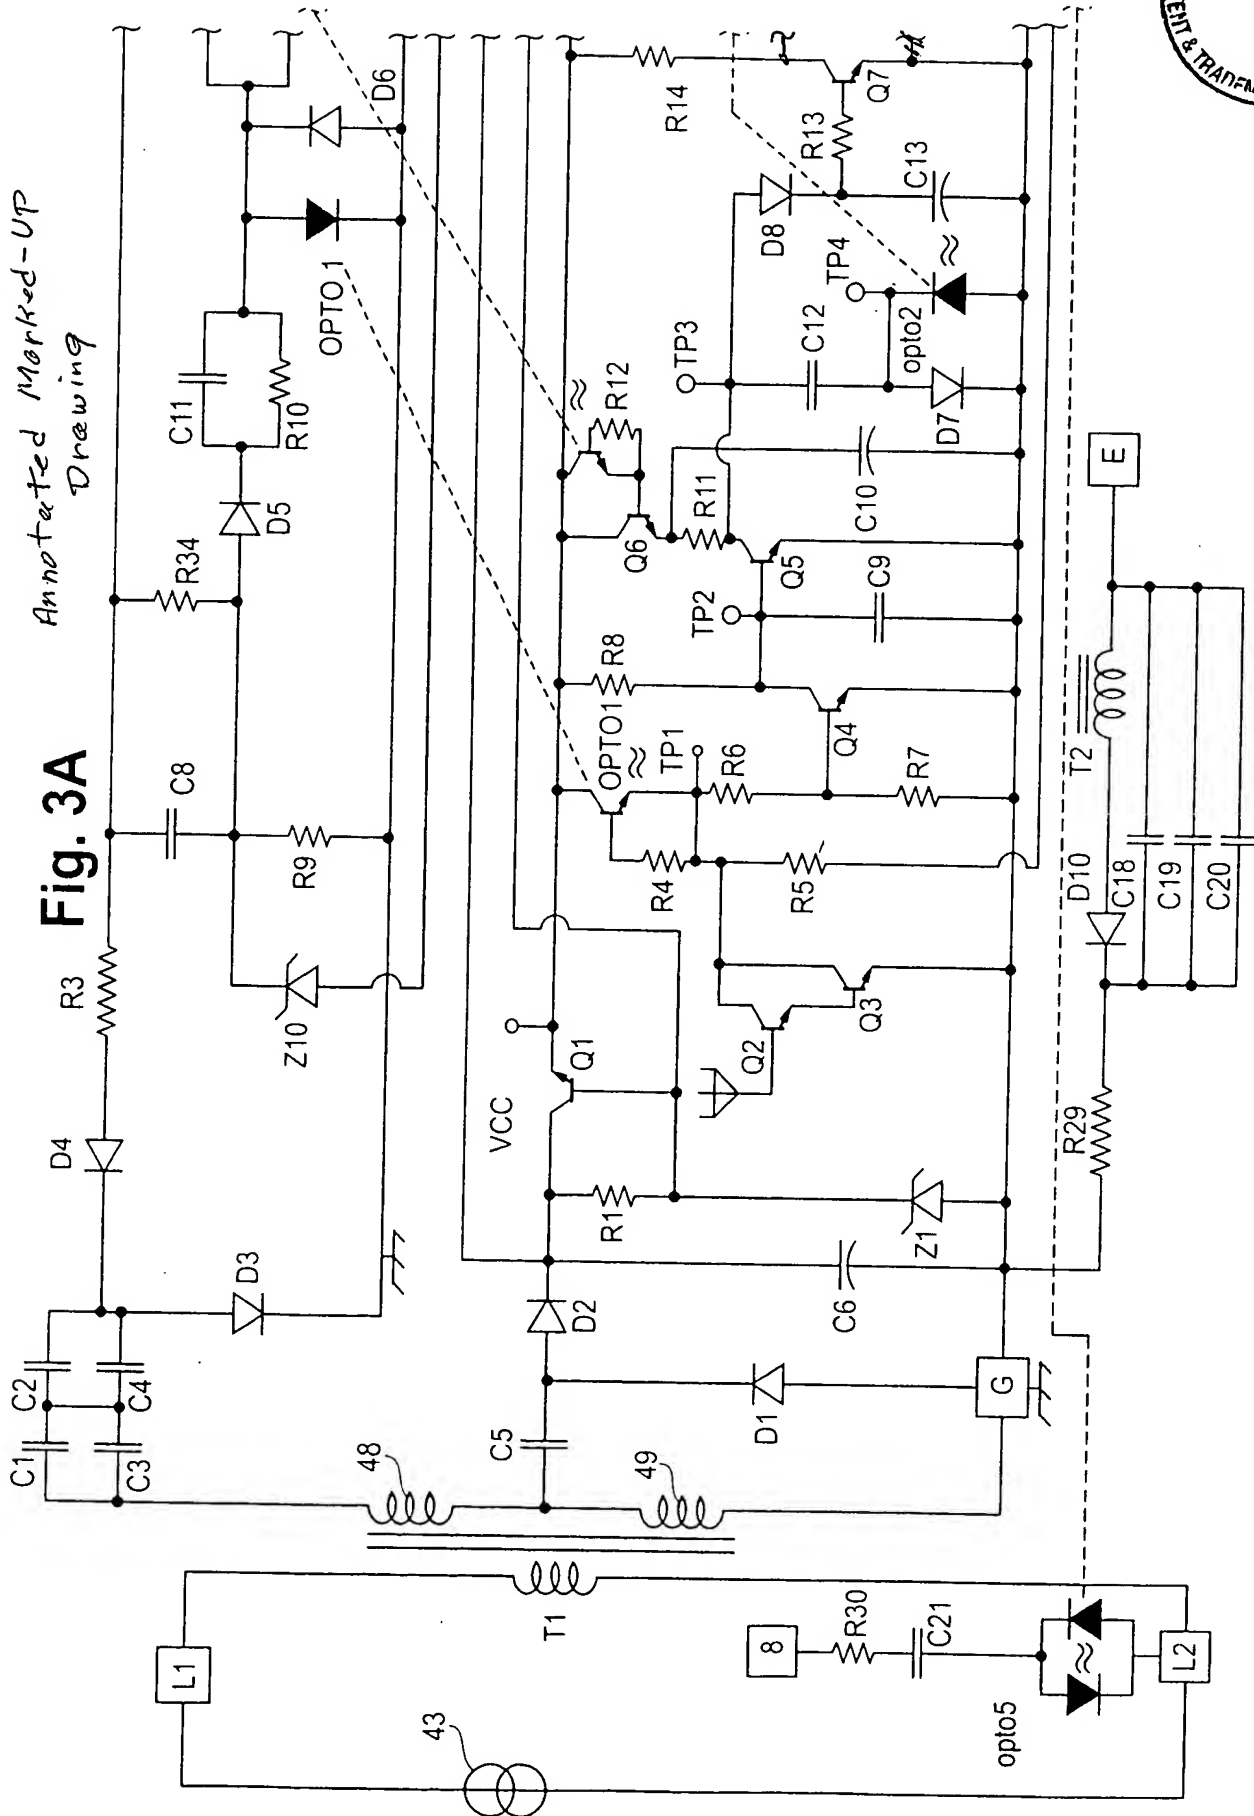 Annotated Marked-UP
Drawing
Fig. 3A
ENT & TRADEM
C1
C2
C3
C4
D4
R3
C8
R34
D5
C11
R10
D6
D3
Z10
R9
OPTO 1
48
49
C5
D2
VCC
Q1
R1
D1
C6
Z1
G
Q2
Q3
R4
R5
OPTO1
TP1
R6
R7
R8
Q4
TP2
C9
Q5
Q6
R12
R11
C10
TP3
C12
D7
opto2
TP4
D8
R13
C13
R14
Q7
L1
T1
43
8
R30
C21
opto5
L2
R29
D10
T2
C18
C19
C20
E